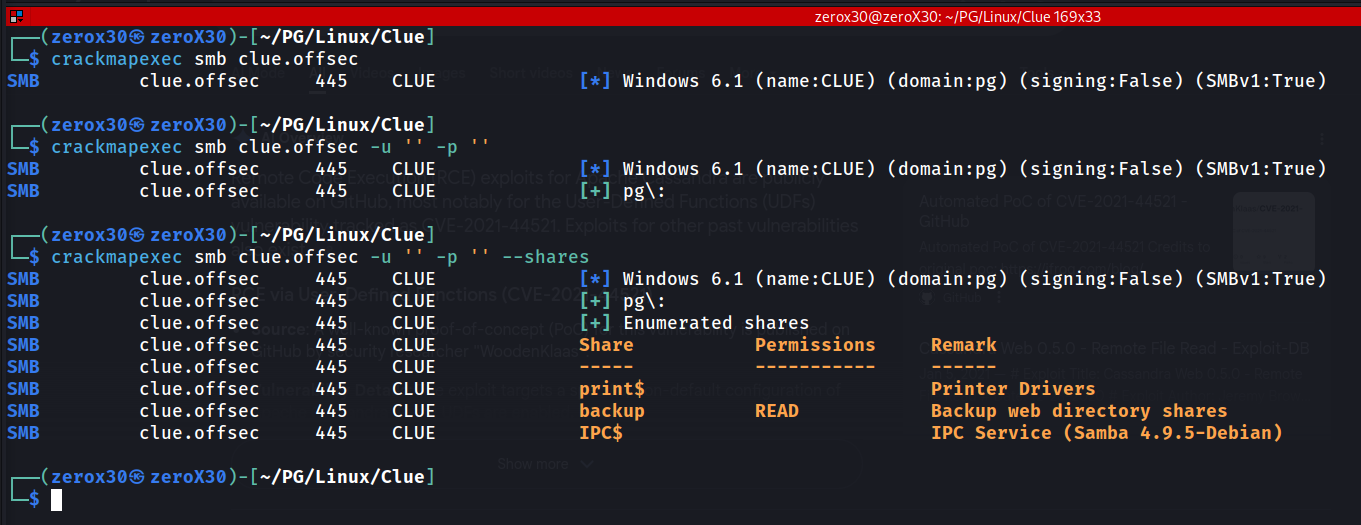 zerox30@zeroX30: ~/PG/Linux/Clue 169x33
┌──(zerox30㉿zeroX30)-[~/PG/Linux/Clue]
└─$ crackmapexec smb clue.offsec
SMB clue.offsec 445 CLUE [*] Windows 6.1 (name:CLUE) (domain:pg) (signing:False) (SMBv1:True)
┌──(zerox30㉿zeroX30)-[~/PG/Linux/Clue]
└─$ crackmapexec smb clue.offsec -u '' -p ''
SMB clue.offsec 445 CLUE [*] Windows 6.1 (name:CLUE) (domain:pg) (signing:False) (SMBv1:True)
SMB clue.offsec 445 CLUE [+] pg\:
┌──(zerox30㉿zeroX30)-[~/PG/Linux/Clue]
└─$ crackmapexec smb clue.offsec -u '' -p '' --shares
SMB clue.offsec 445 CLUE [*] Windows 6.1 (name:CLUE) (domain:pg) (signing:False) (SMBv1:True)
SMB clue.offsec 445 CLUE [+] pg\:
SMB clue.offsec 445 CLUE [+] Enumerated shares
SMB clue.offsec 445 CLUE Share Permissions Remark
SMB clue.offsec 445 CLUE ----- ----------- ------
SMB clue.offsec 445 CLUE print$ Printer Drivers
SMB clue.offsec 445 CLUE backup READ Backup web directory shares
SMB clue.offsec 445 CLUE IPC$ IPC Service (Samba 4.9.5-Debian)
┌──(zerox30㉿zeroX30)-[~/PG/Linux/Clue]
└─$
Show more